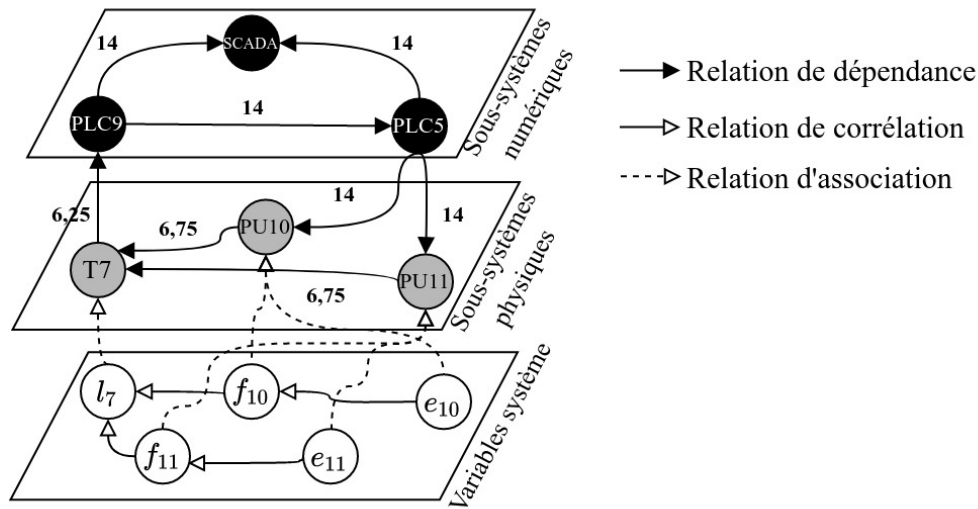 SCADA
14
14
PLC9
14
PLC5
Sous-systèmes
numériques
6,25
14
14
6,75
PU10
T7
PU11
6,75
Sous-systèmes
physiques
l7
f10
e10
f11
e11
Variables système
Relation de dépendance
Relation de corrélation
Relation d'association